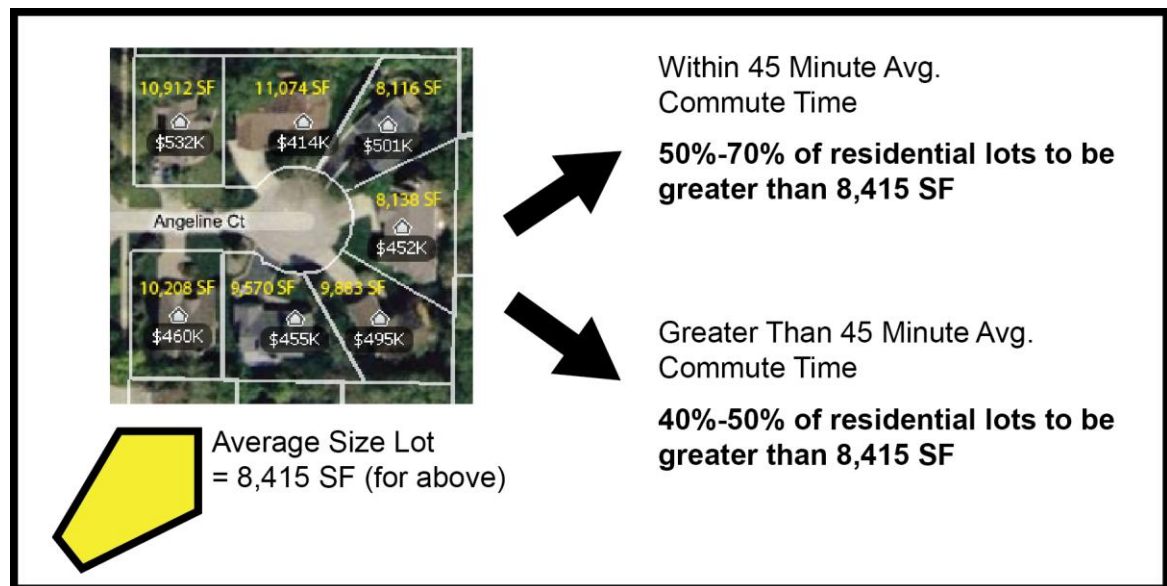 10,912 SF
11,074 SF
8,116 SF
$532K
$414K
$501K
8,138 SF
Angeline Ct
$452K
10,208 SF
9,570 SF
9,883 SF
$460K
$455K
$495K
Average Size Lot
= 8,415 SF (for above)
Within 45 Minute Avg.
Commute Time
50%-70% of residential lots to be
greater than 8,415 SF
Greater Than 45 Minute Avg.
Commute Time
40%-50% of residential lots to be
greater than 8,415 SF